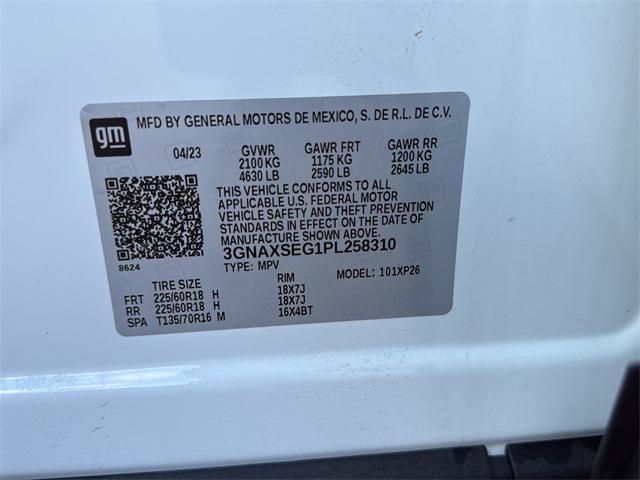 gm
MFD BY GENERAL MOTORS DE MEXICO, S. DE R.L. DE C.V.
04/23 GVWR GAWR FRT GAWR RR
2100 KG 1175 KG 1200 KG
4630 LB 2590 LB 2645 LB
THIS VEHICLE CONFORMS TO ALL
APPLICABLE U.S. FEDERAL MOTOR
VEHICLE SAFETY AND THEFT PREVENTION
STANDARDS IN EFFECT ON THE DATE OF
MANUFACTURE SHOWN ABOVE.
3GNAXSEG1PL258310
8624 TYPE: MPV MODEL: 101XP26
TIRE SIZE RIM
FRT 225/60R18 H 18X7J
RR 225/60R18 H 18X7J
SPA T135/70R16 M 16X4BT